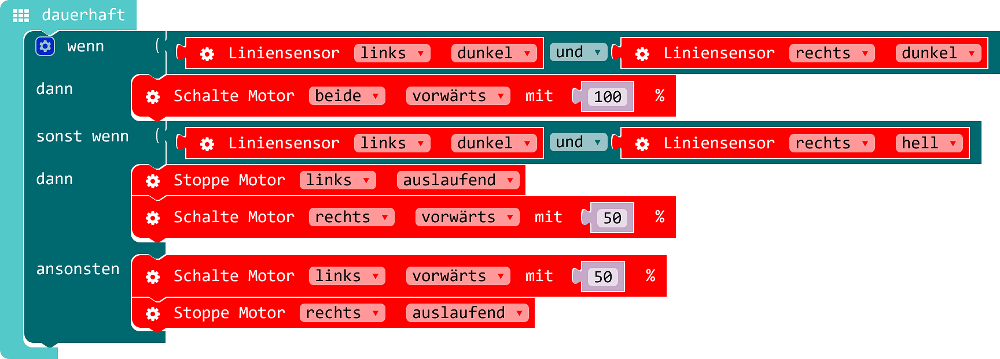 dauerhaft
wenn Liniensensor links dunkel und Liniensensor rechts dunkel
dann Schalte Motor beide vorwärts mit 100 %
sonst wenn Liniensensor links dunkel und Liniensensor rechts hell
dann Stoppe Motor links auslaufend
Schalte Motor rechts vorwärts mit 50 %
ansonsten Schalte Motor links vorwärts mit 50 %
Stoppe Motor rechts auslaufend